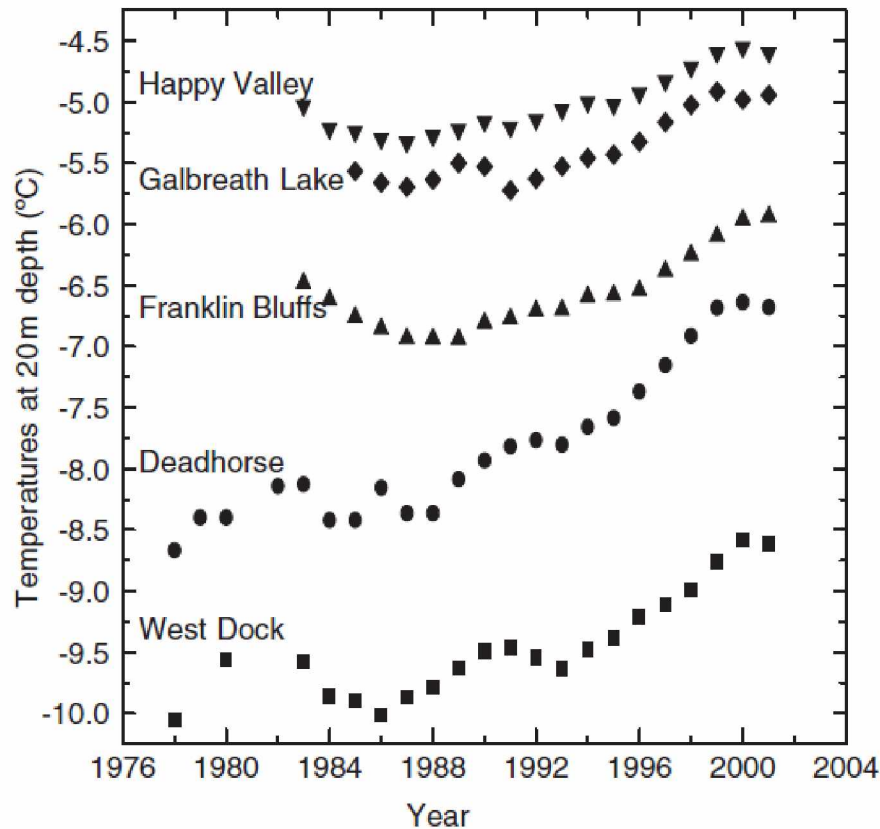 Temperatures at 20m depth (°C)
-4.5
-5.0
-5.5
-6.0
-6.5
-7.0
-7.5
-8.0
-8.5
-9.0
-9.5
-10.0
Happy Valley
Galbreath Lake
Franklin Bluffs
Deadhorse
West Dock
1976 1980 1984 1988 1992 1996 2000 2004
Year